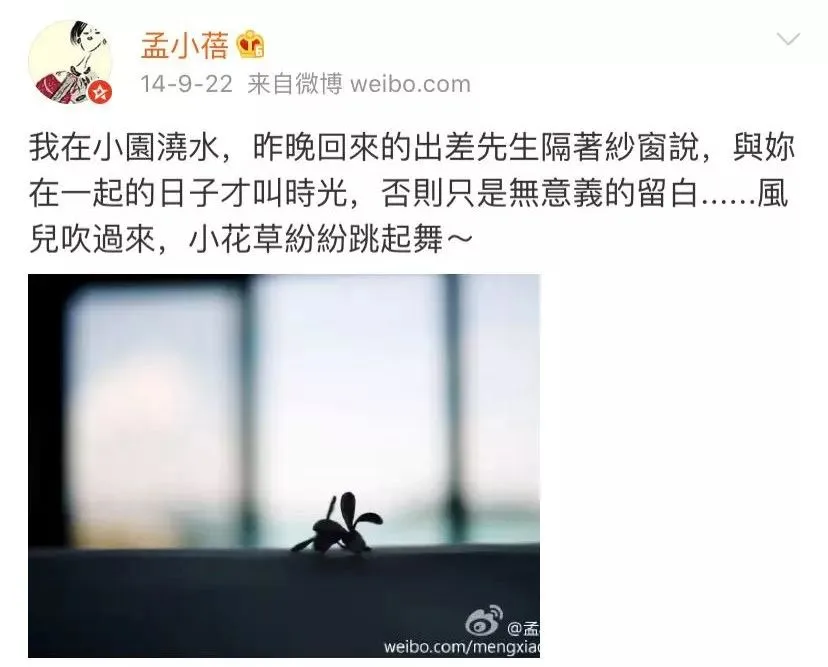 孟小蓓
14-9-22 来自微博 weibo.com
我在小園澆水，昨晚回來的出差先生隔著紗窗說，與妳
在一起的日子才叫時光，否則只是無意義的留白……風
兒吹過來，小花草紛紛跳起舞～
@孟
weibo.com/mengxiao